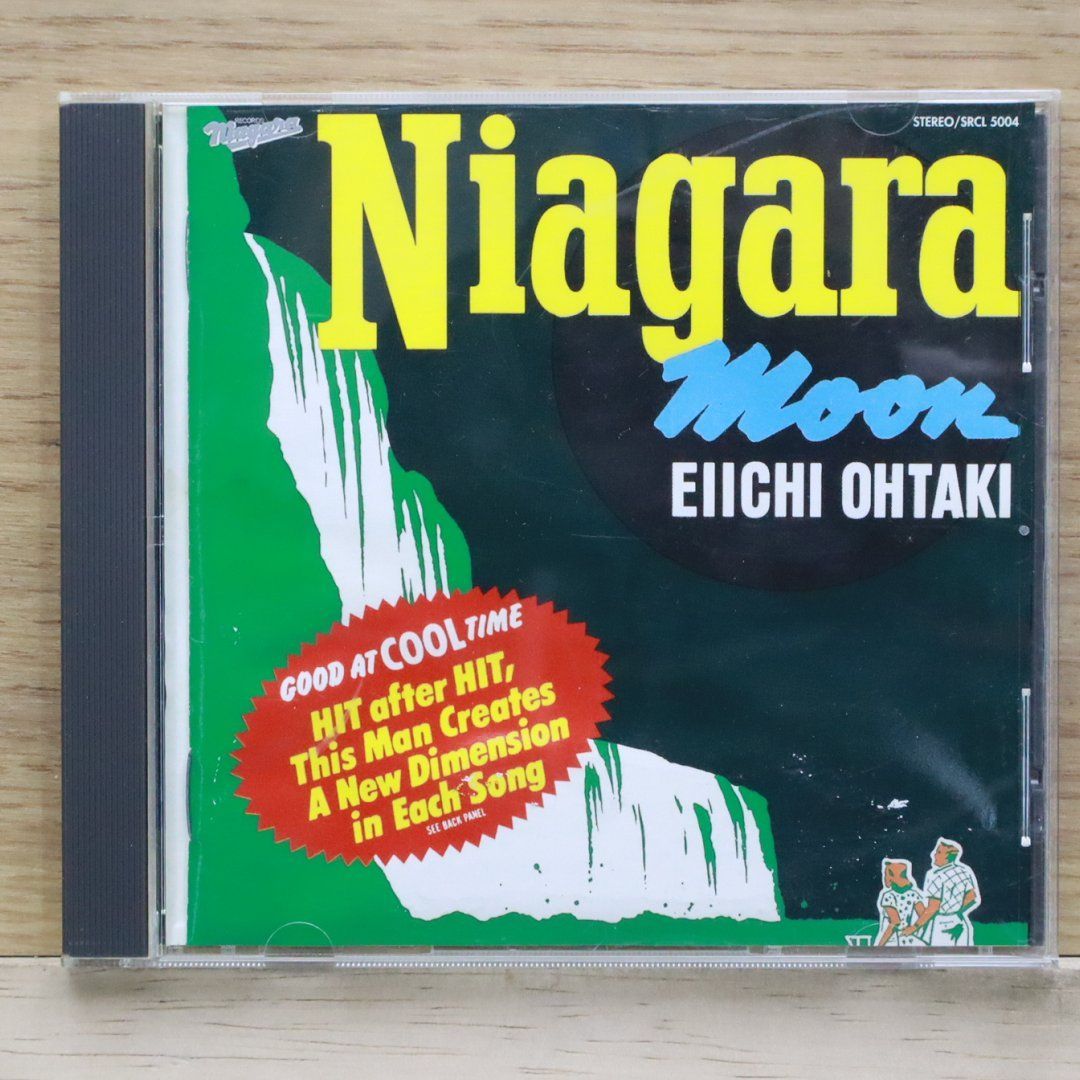 RECORDS
Niagara
STEREO/SRCL 5004
Niagara
Moon
EIICHI OHTAKI
GOOD AT COOL TIME
HIT after HIT,
This Man Creates
A New Dimension
in Each Song
SEE BACK PANEL